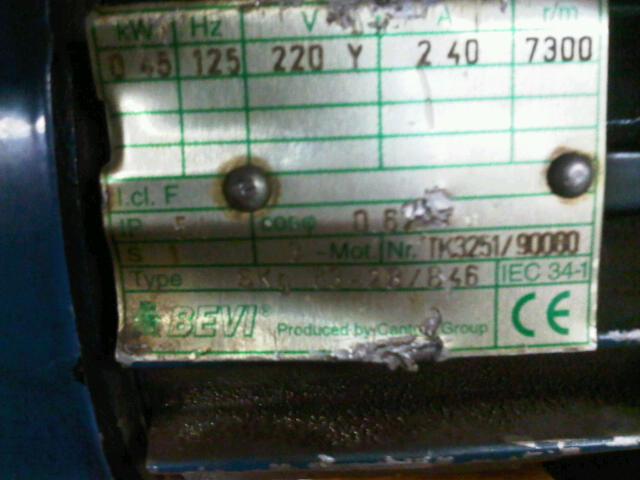 kW Hz V A r/m
0 45 125 220 Y 2 40 7300
I.cl. F
IP cos φ
S 1 -Mot. Nr. TK3251/90080
Type IEC 34-1
BEVI® Produced by Group CE